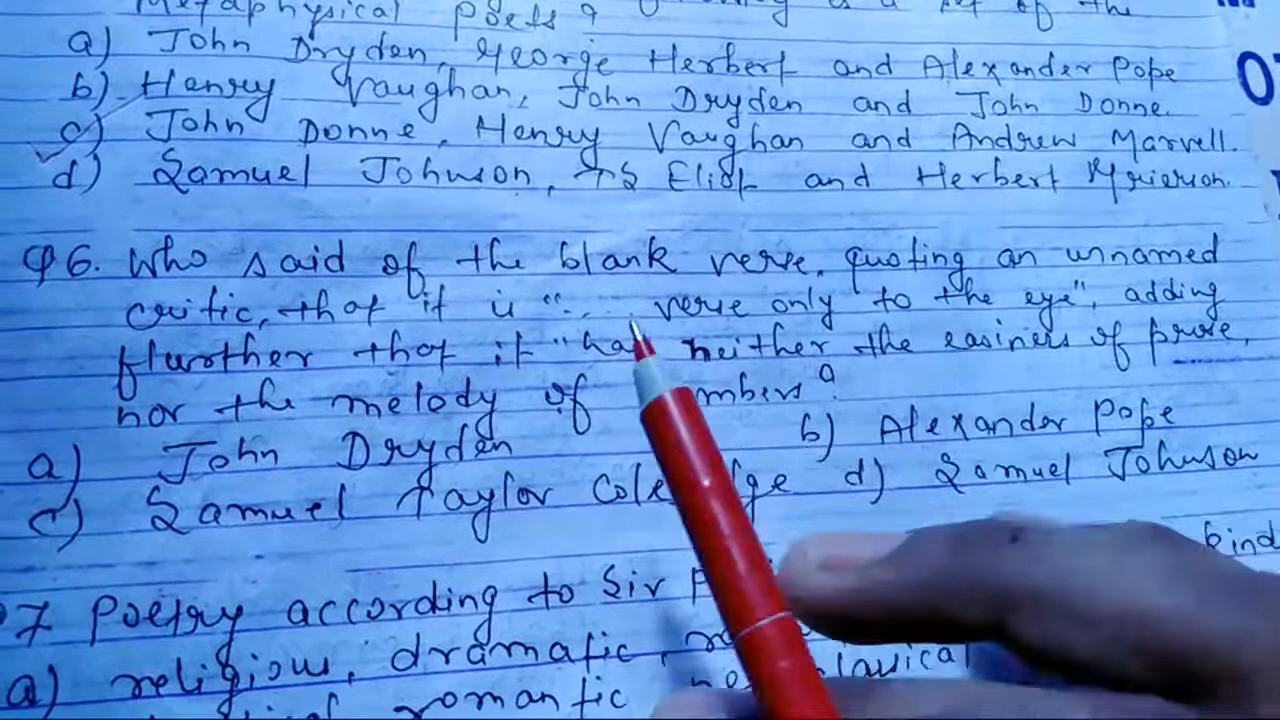 Metaphysical poets ?
a) John Dryden, George Herbert and Alexander Pope
b) Henry Vaughan, John Dryden and John Donne.
c) John Donne, Henry Vaughan and Andrew Marvell.
d) Samuel Johnson, TS Eliot and Herbert Grierson.
Q6. Who said of the blank verse, quoting an unnamed
critic, that it is "... verse only to the eye", adding
further that it "has neither the easiness of prose,
nor the melody of mbers?
a) John Dryden b) Alexander Pope
c) Samuel Taylor Cole ge d) Samuel Johnson
kind
7 Poetry according to Sir P
a) religious, dramatic,
romantic